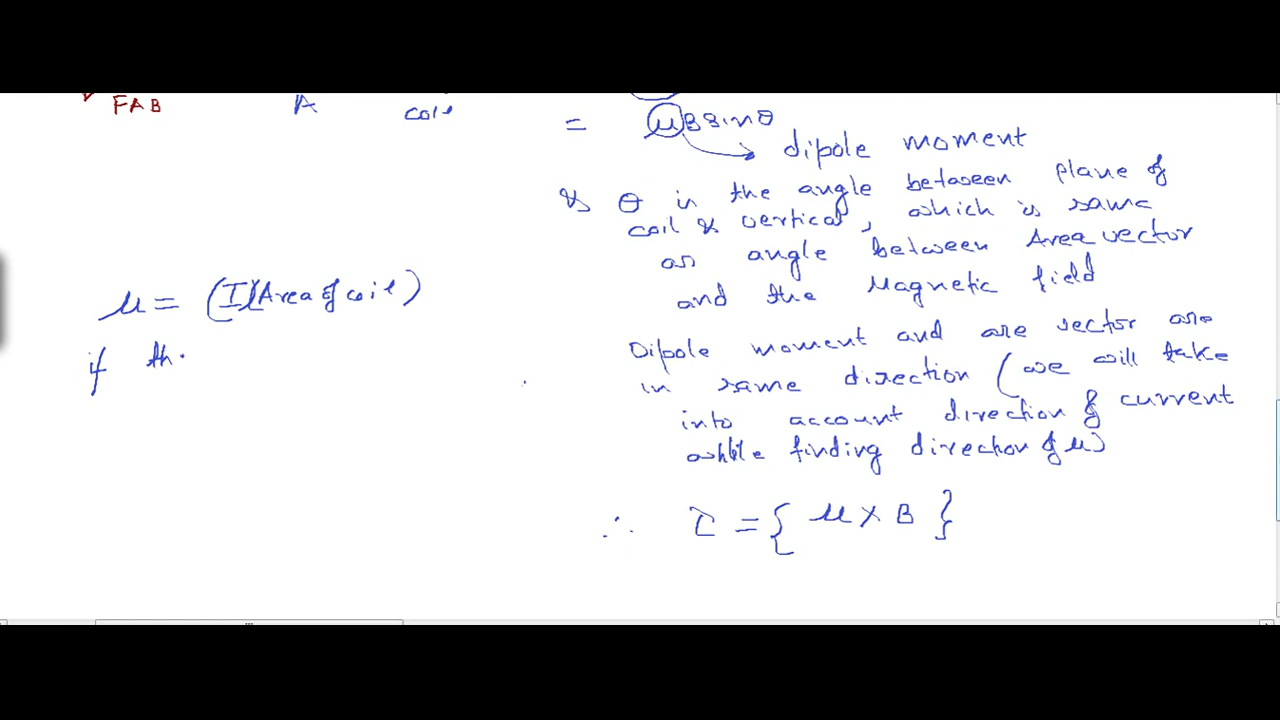 FAB A coil
= μBSinθ
dipole moment
& θ is the angle between plane of
coil & vertical, which is same
as angle between Area vector
and the Magnetic field
μ = (I)(Area of coil)
if th
Dipole moment and are vector are
in same direction (we will take
into account direction of current
while finding direction of μ)
∴ τ = { μ × B }